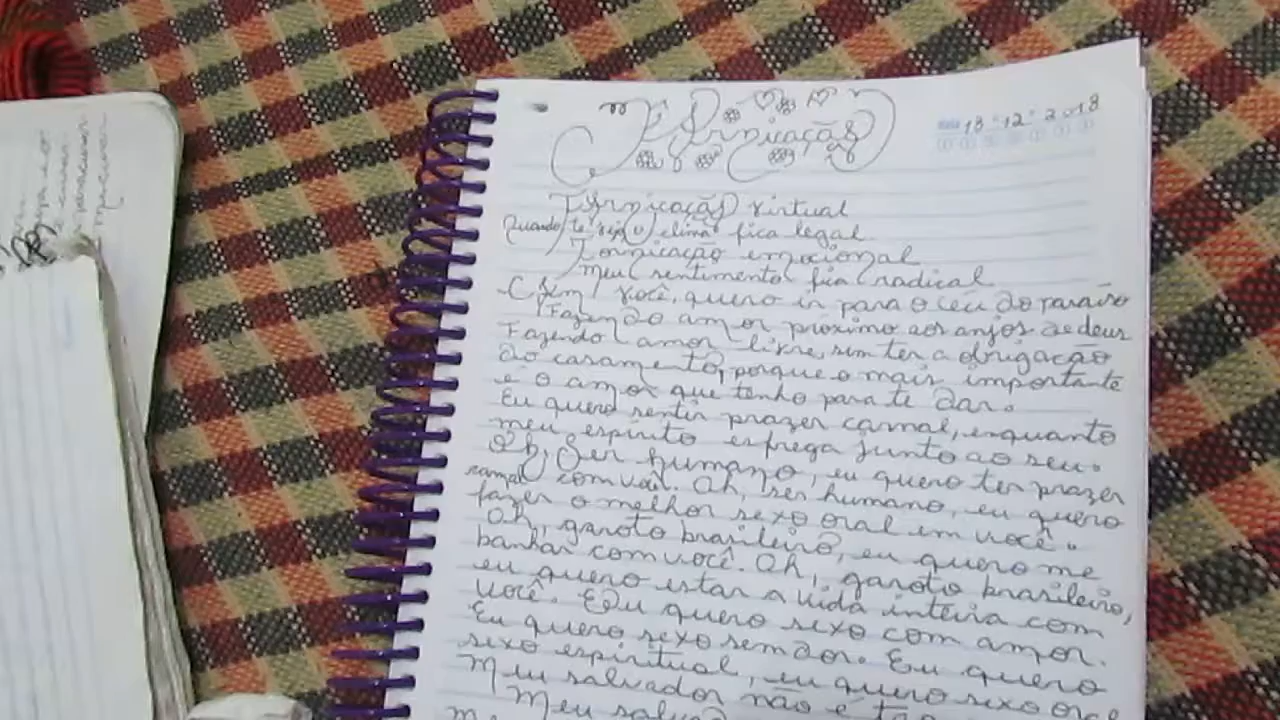 Fornicação
Data 13 12 2018
Fornicação virtual
Quando te vejo o clima fica legal
Fornicação emocional
Meu sentimento fica radical
Com você, quero ir para o céu do paraíso
Fazendo amor próximo aos anjos de deus
Fazendo amor livre, sem ter a obrigação
do casamento, porque o mais importante
é o amor que tenho para te dar.
Eu quero sentir prazer carnal, enquanto
meu espírito esfrega junto ao seu.
Oh, Ser humano, eu quero ter prazer
com você. Oh, ser humano, eu quero
fazer o melhor sexo oral em você.
Oh, garoto brasileiro, eu quero me
banhar com você. Oh, garoto brasileiro,
eu quero estar a vida inteira com
você. Eu quero sexo com amor.
Eu quero sexo sem dor. Eu quero
sexo espiritual, eu quero sexo oral
Meu salvador não é
Meu